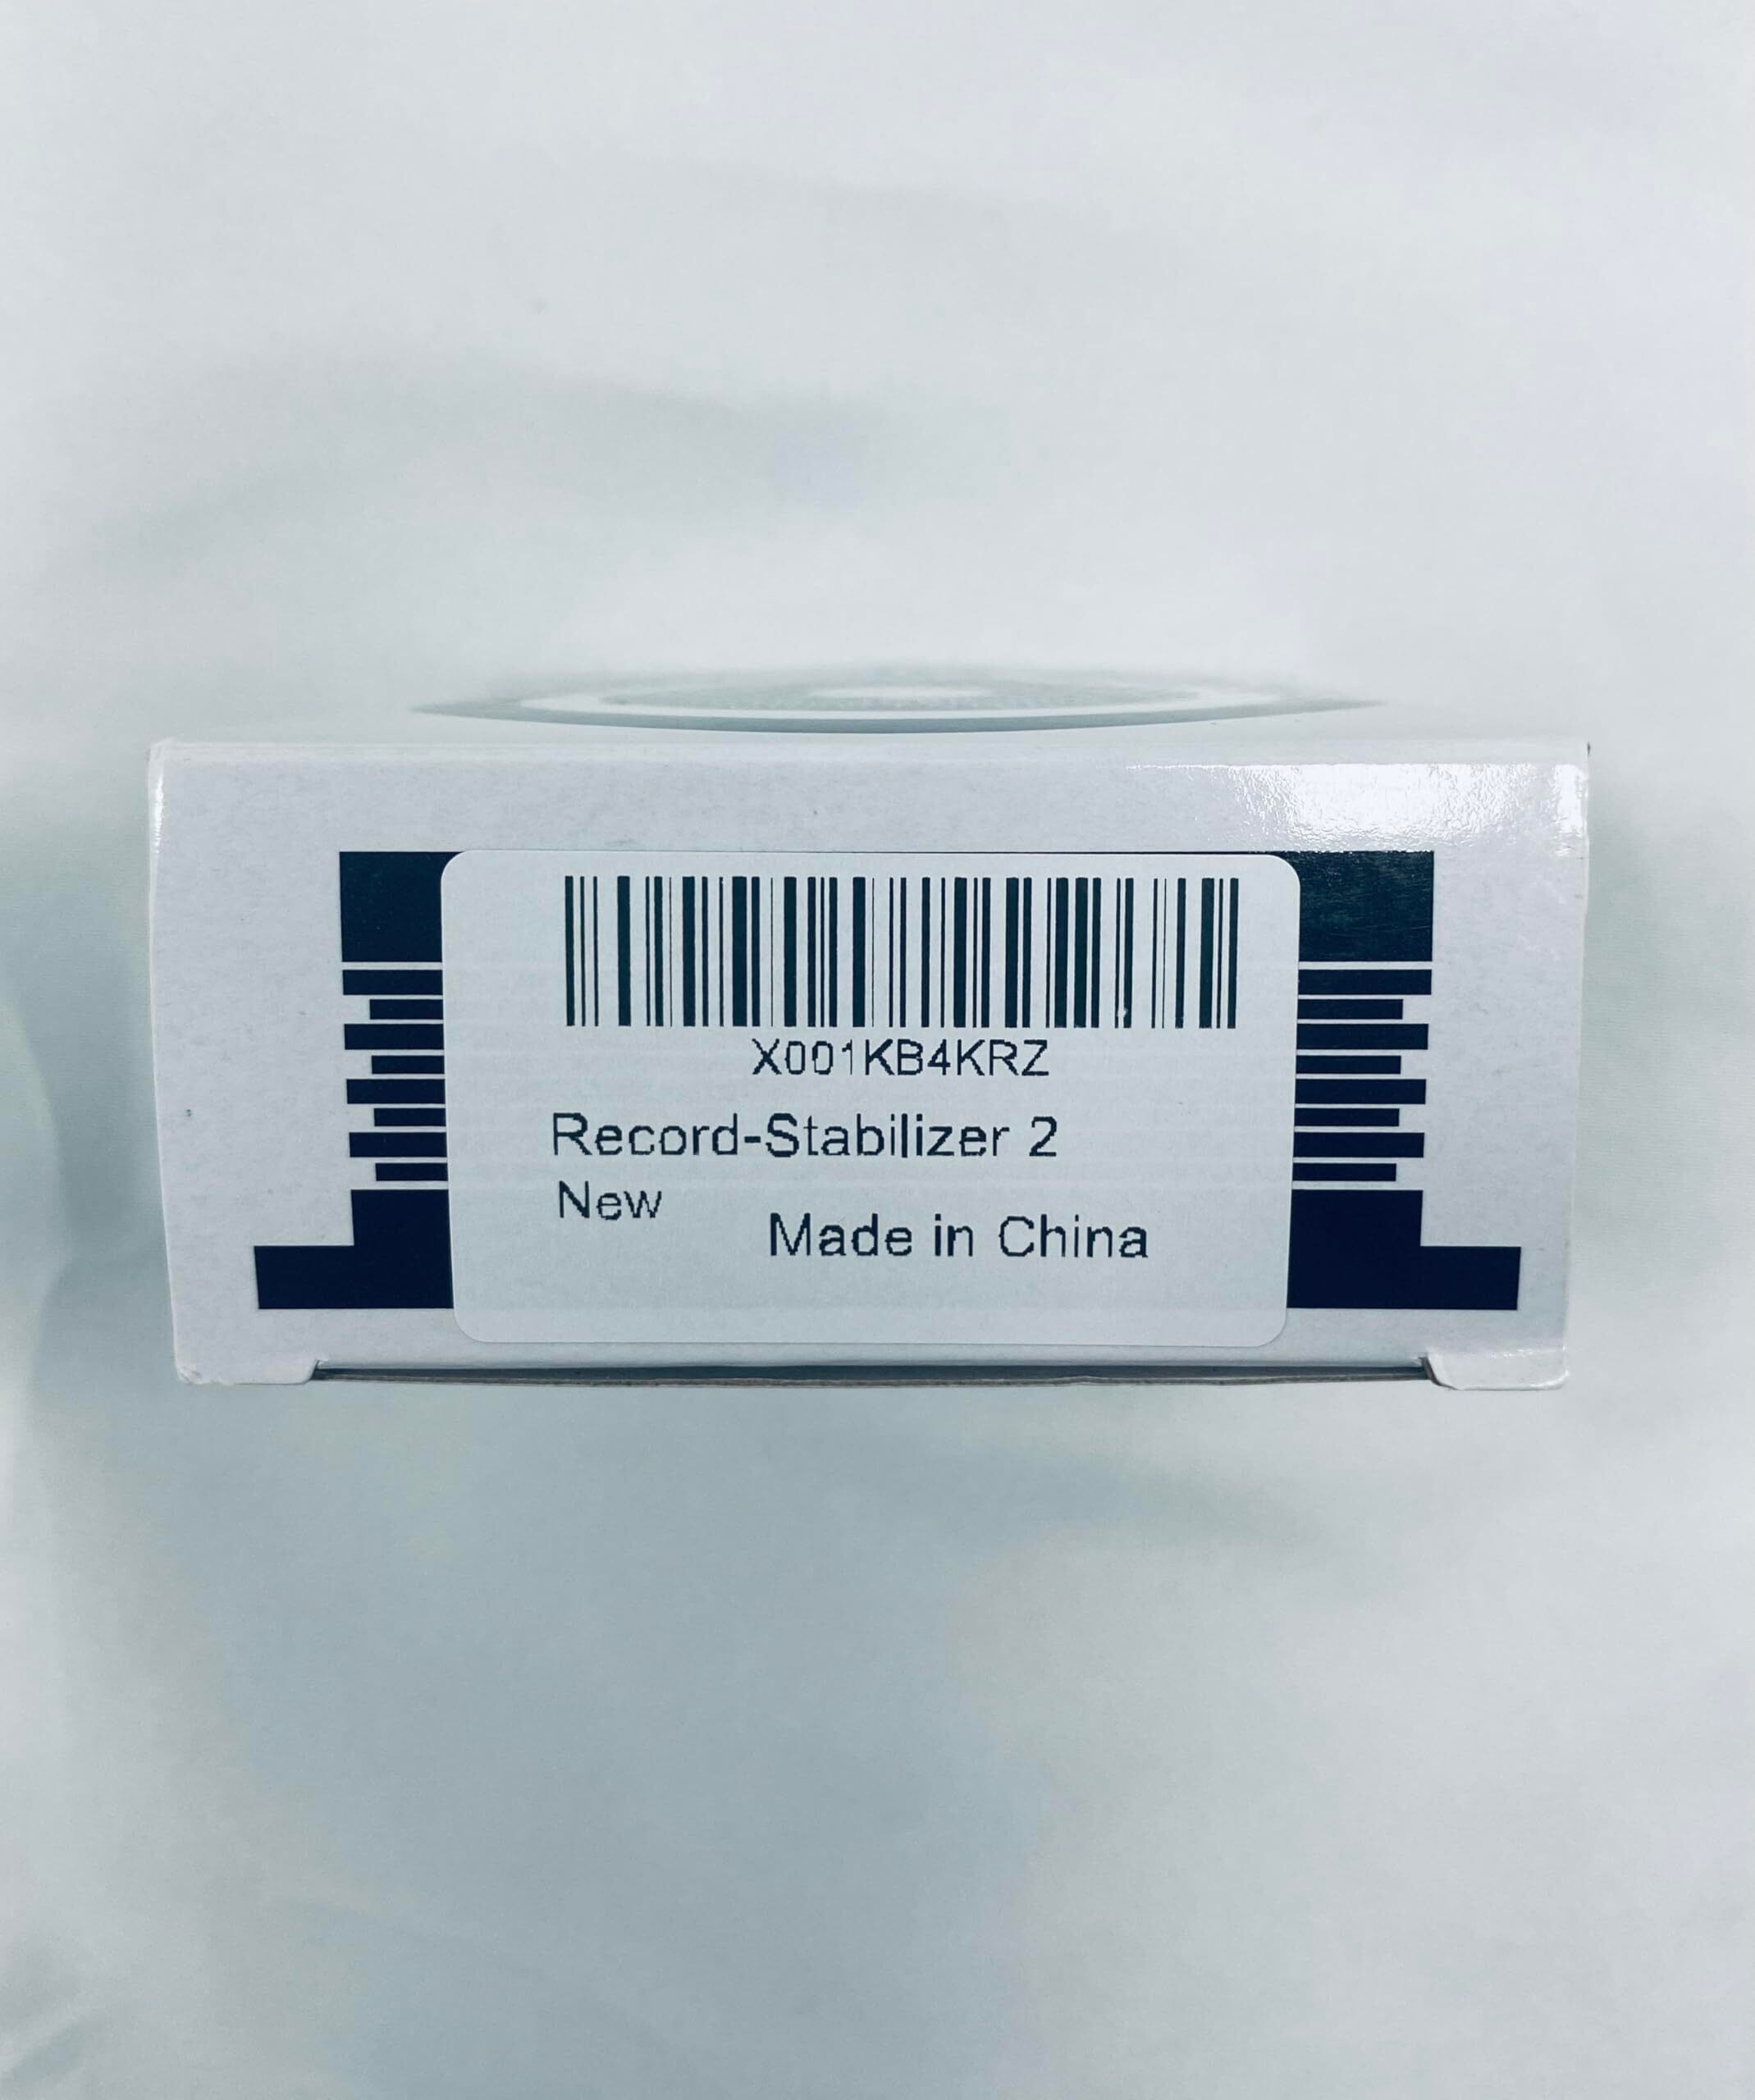 X001KB4KRZ
Record-Stabilizer 2
New
Made in China